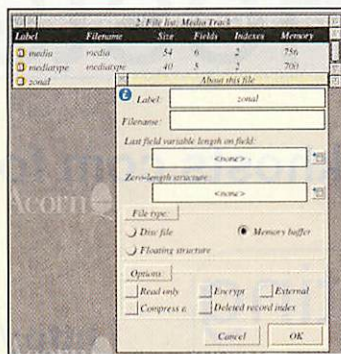 2: File list: Media Track
Label Filename Size Fields Indexes Memory
media media 54 6 2 756
mediatype mediatype 40 5 2 700
zonal
About this file
Label: zonal
Filename:
Last field variable length on field:
<none>
Zero-length structure:
<none>
File type:
Disc file Memory buffer
Floating structure
Options:
Read only Encrypt External
Compress Deleted record index
Cancel OK
Acorn